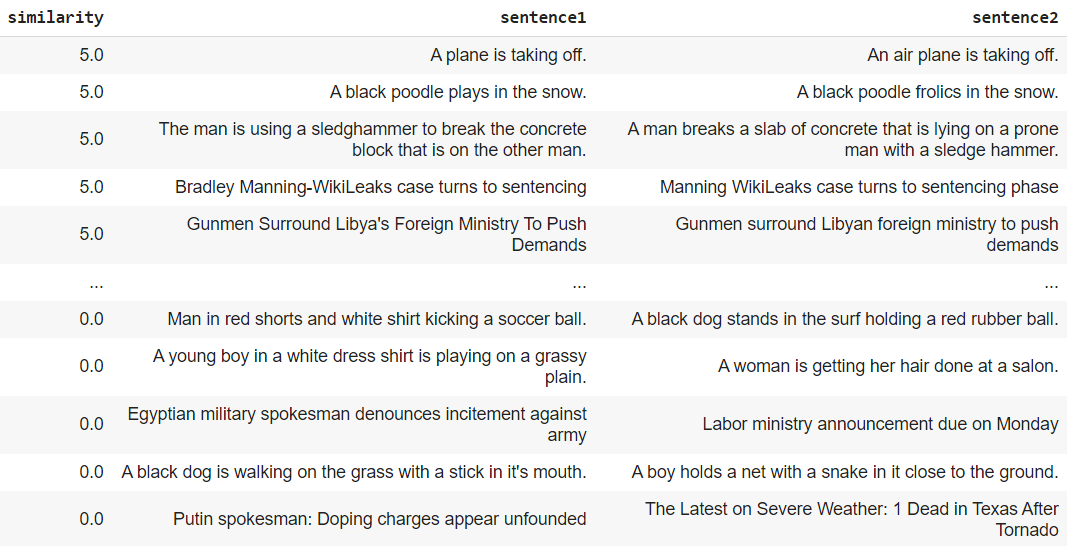 similarity sentence1 sentence2
5.0 A plane is taking off. An air plane is taking off.
5.0 A black poodle plays in the snow. A black poodle frolics in the snow.
5.0 The man is using a sledghammer to break the concrete
block that is on the other man. A man breaks a slab of concrete that is lying on a prone
man with a sledge hammer.
5.0 Bradley Manning-WikiLeaks case turns to sentencing Manning WikiLeaks case turns to sentencing phase
5.0 Gunmen Surround Libya's Foreign Ministry To Push
Demands Gunmen surround Libyan foreign ministry to push
demands
... ... ...
0.0 Man in red shorts and white shirt kicking a soccer ball. A black dog stands in the surf holding a red rubber ball.
0.0 A young boy in a white dress shirt is playing on a grassy
plain. A woman is getting her hair done at a salon.
0.0 Egyptian military spokesman denounces incitement against
army Labor ministry announcement due on Monday
0.0 A black dog is walking on the grass with a stick in it's mouth. A boy holds a net with a snake in it close to the ground.
0.0 Putin spokesman: Doping charges appear unfounded The Latest on Severe Weather: 1 Dead in Texas After
Tornado